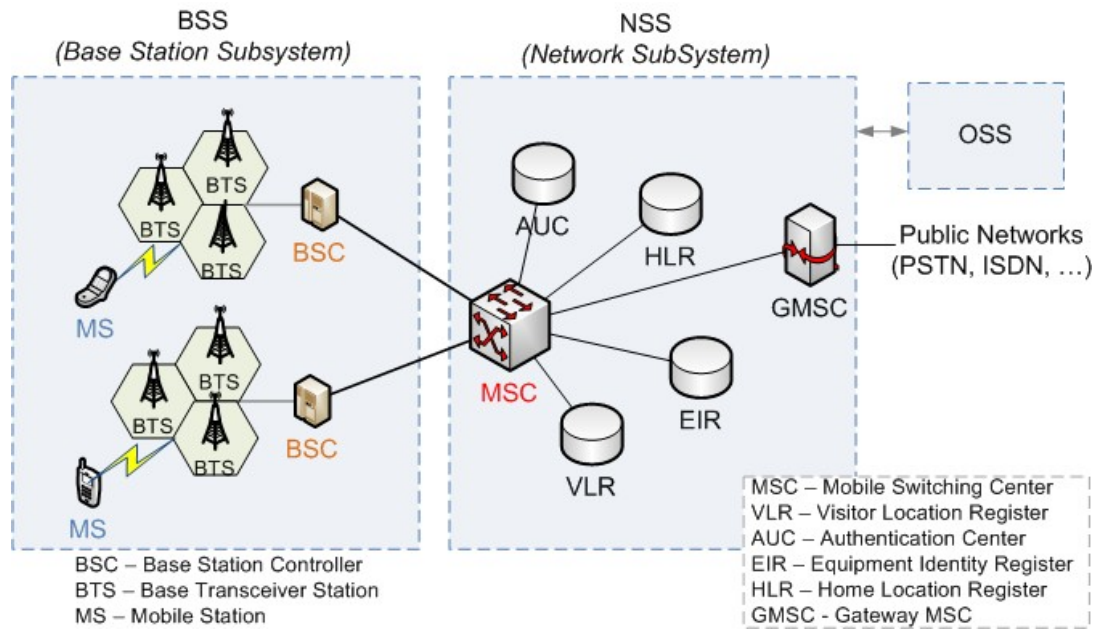 BSS
(Base Station Subsystem)
NSS
(Network SubSystem)
OSS
BTS
BTS
BTS
BSC
MS
BTS
BTS
BTS
BSC
MS
AUC
HLR
MSC
GMSC
EIR
VLR
Public Networks
(PSTN, ISDN, …)
BSC – Base Station Controller
BTS – Base Transceiver Station
MS – Mobile Station
MSC – Mobile Switching Center
VLR – Visitor Location Register
AUC – Authentication Center
EIR – Equipment Identity Register
HLR – Home Location Register
GMSC - Gateway MSC